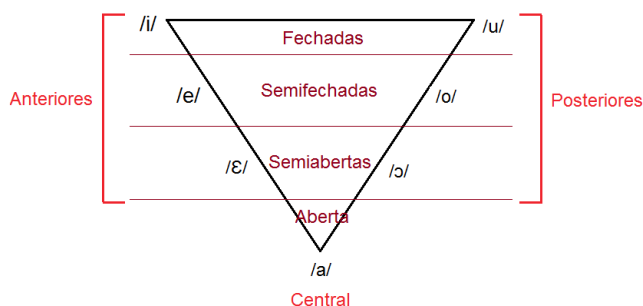 /i/ Fechadas /u/
Anteriores /e/ Semifechadas /o/ Posteriores
/Ɛ/ Semiabertas /ɔ/
Aberta
/a/
Central